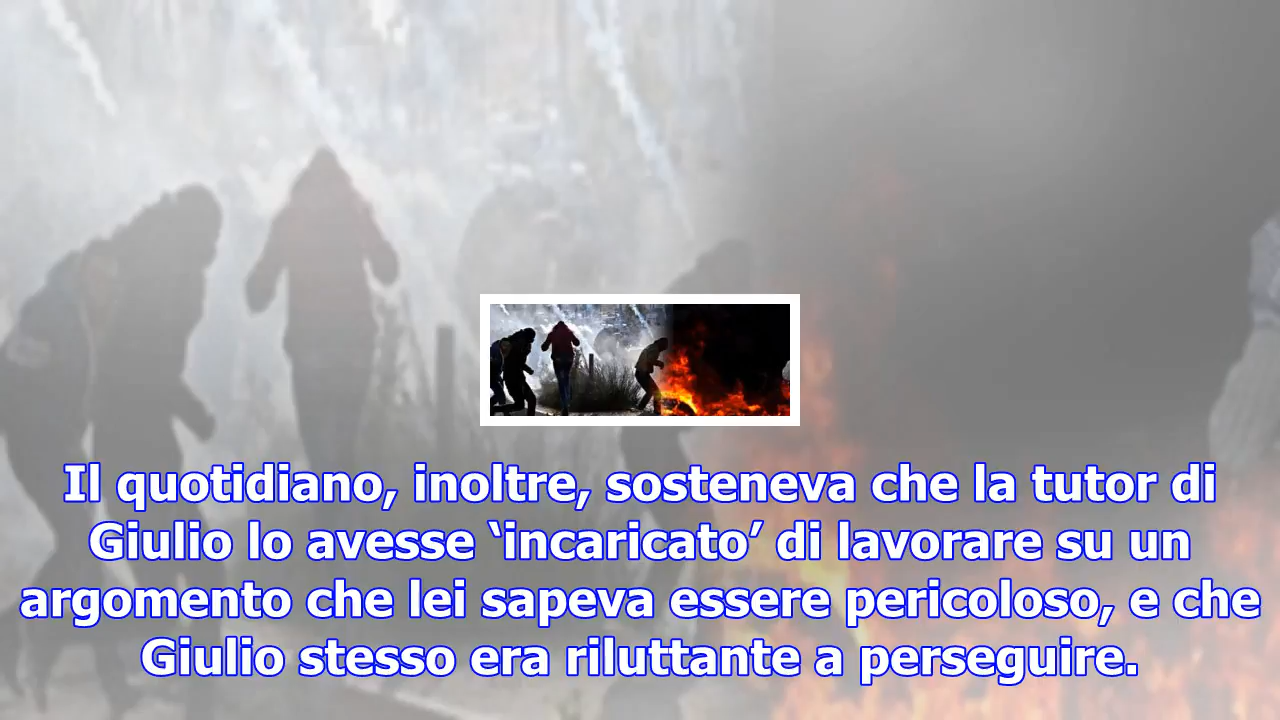 Il quotidiano, inoltre, sosteneva che la tutor di
Giulio lo avesse ‘incaricato’ di lavorare su un
argomento che lei sapeva essere pericoloso, e che
Giulio stesso era riluttante a perseguire.